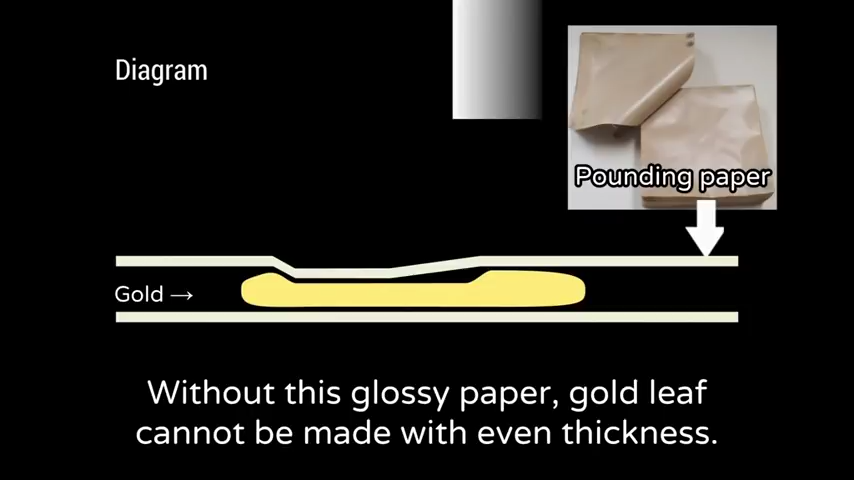 Diagram
Pounding paper
Gold →
Without this glossy paper, gold leaf
cannot be made with even thickness.